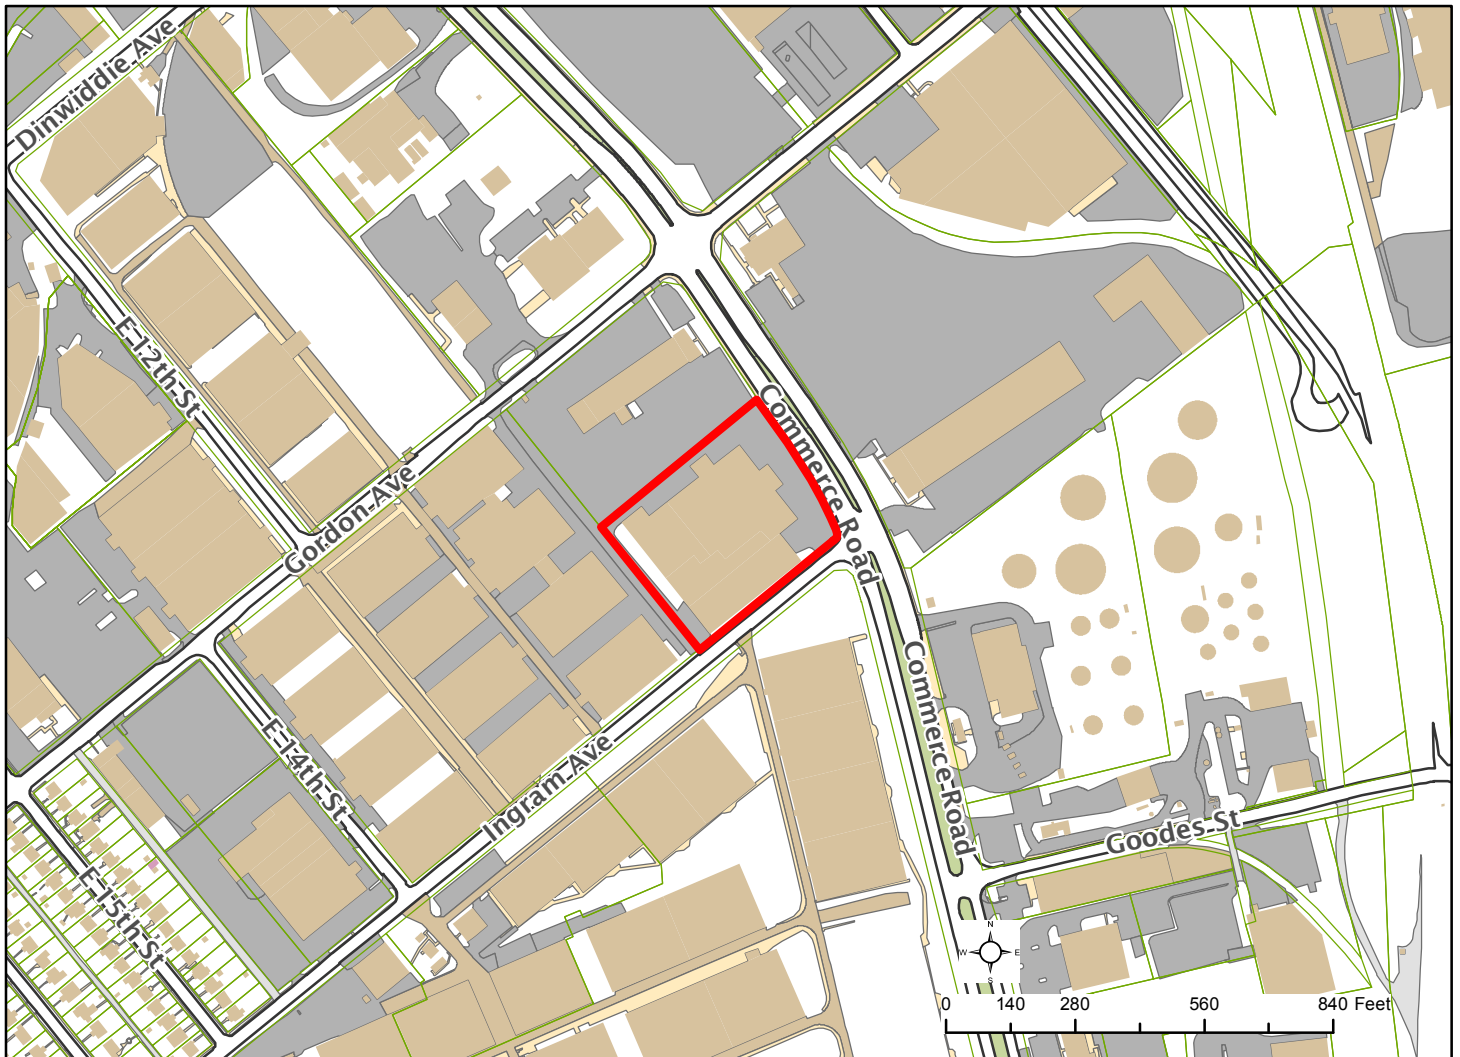 Dinwiddie Ave
E 12th St
Commerce Road
Gordon Ave
Commerce Road
E 14th St
Ingram Ave
Goodes St
E 15th St
N
W E
S
0 140 280 560 840 Feet